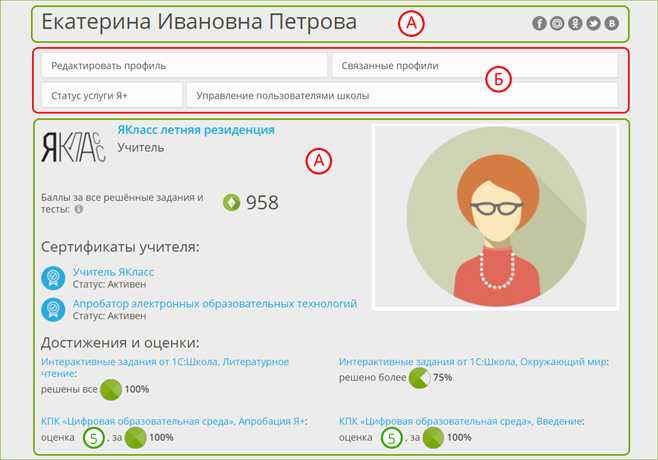 Екатерина Ивановна Петрова
А
f @ В
Редактировать профиль
Связанные профили
Б
Статус услуги Я+
Управление пользователями школы
ЯКЛАСС
ЯКласс летняя резиденция
Учитель
А
Баллы за все решённые задания и
тесты: i
958
Сертификаты учителя:
Учитель ЯКласс
Статус: Активен
Апробатор электронных образовательных технологий
Статус: Активен
Достижения и оценки:
Интерактивные задания от 1С:Школа, Литературное
чтение:
решены все 100%
Интерактивные задания от 1С:Школа, Окружающий мир:
решено более 75%
КПК «Цифровая образовательная среда», Апробация Я+:
оценка 5 , за 100%
КПК «Цифровая образовательная среда», Введение:
оценка 5 , за 100%